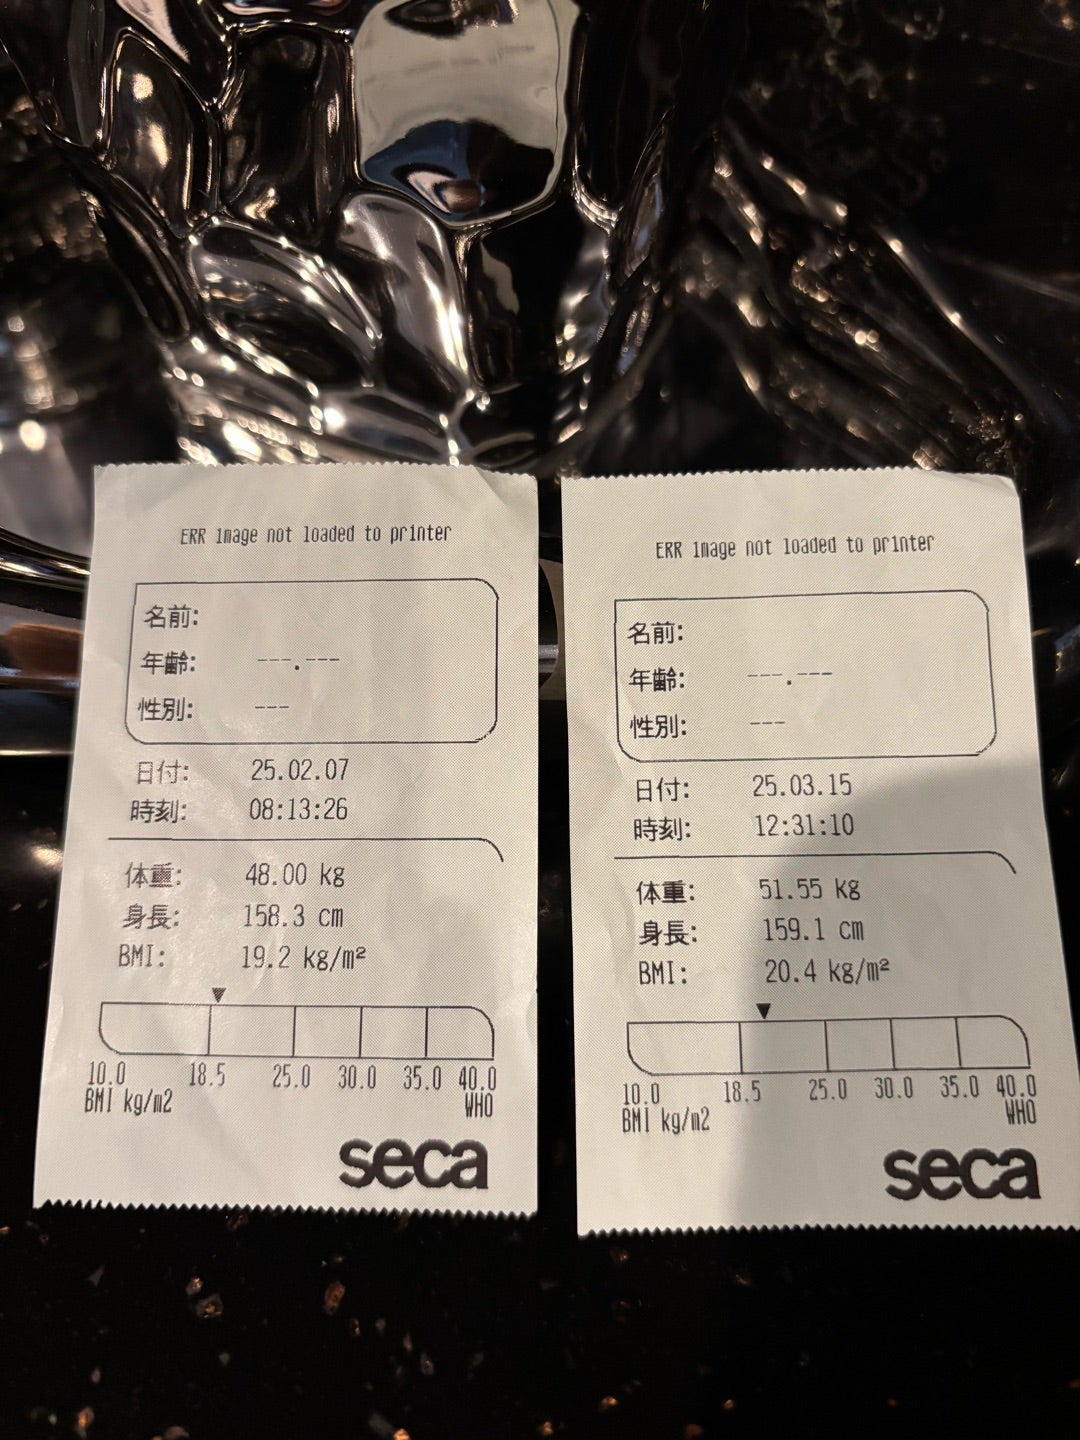 ERR image not loaded to printer
名前:
年齢: ---.---
性別: ---
日付: 25.02.07
時刻: 08:13:26
体重: 48.00 kg
身長: 158.3 cm
BMI: 19.2 kg/m²
10.0 18.5 25.0 30.0 35.0 40.0
BMI kg/m2 WHO
seca
ERR image not loaded to printer
名前:
年齢: ---.---
性別: ---
日付: 25.03.15
時刻: 12:31:10
体重: 51.55 kg
身長: 159.1 cm
BMI: 20.4 kg/m²
10.0 18.5 25.0 30.0 35.0 40.0
BMI kg/m2 WHO
seca